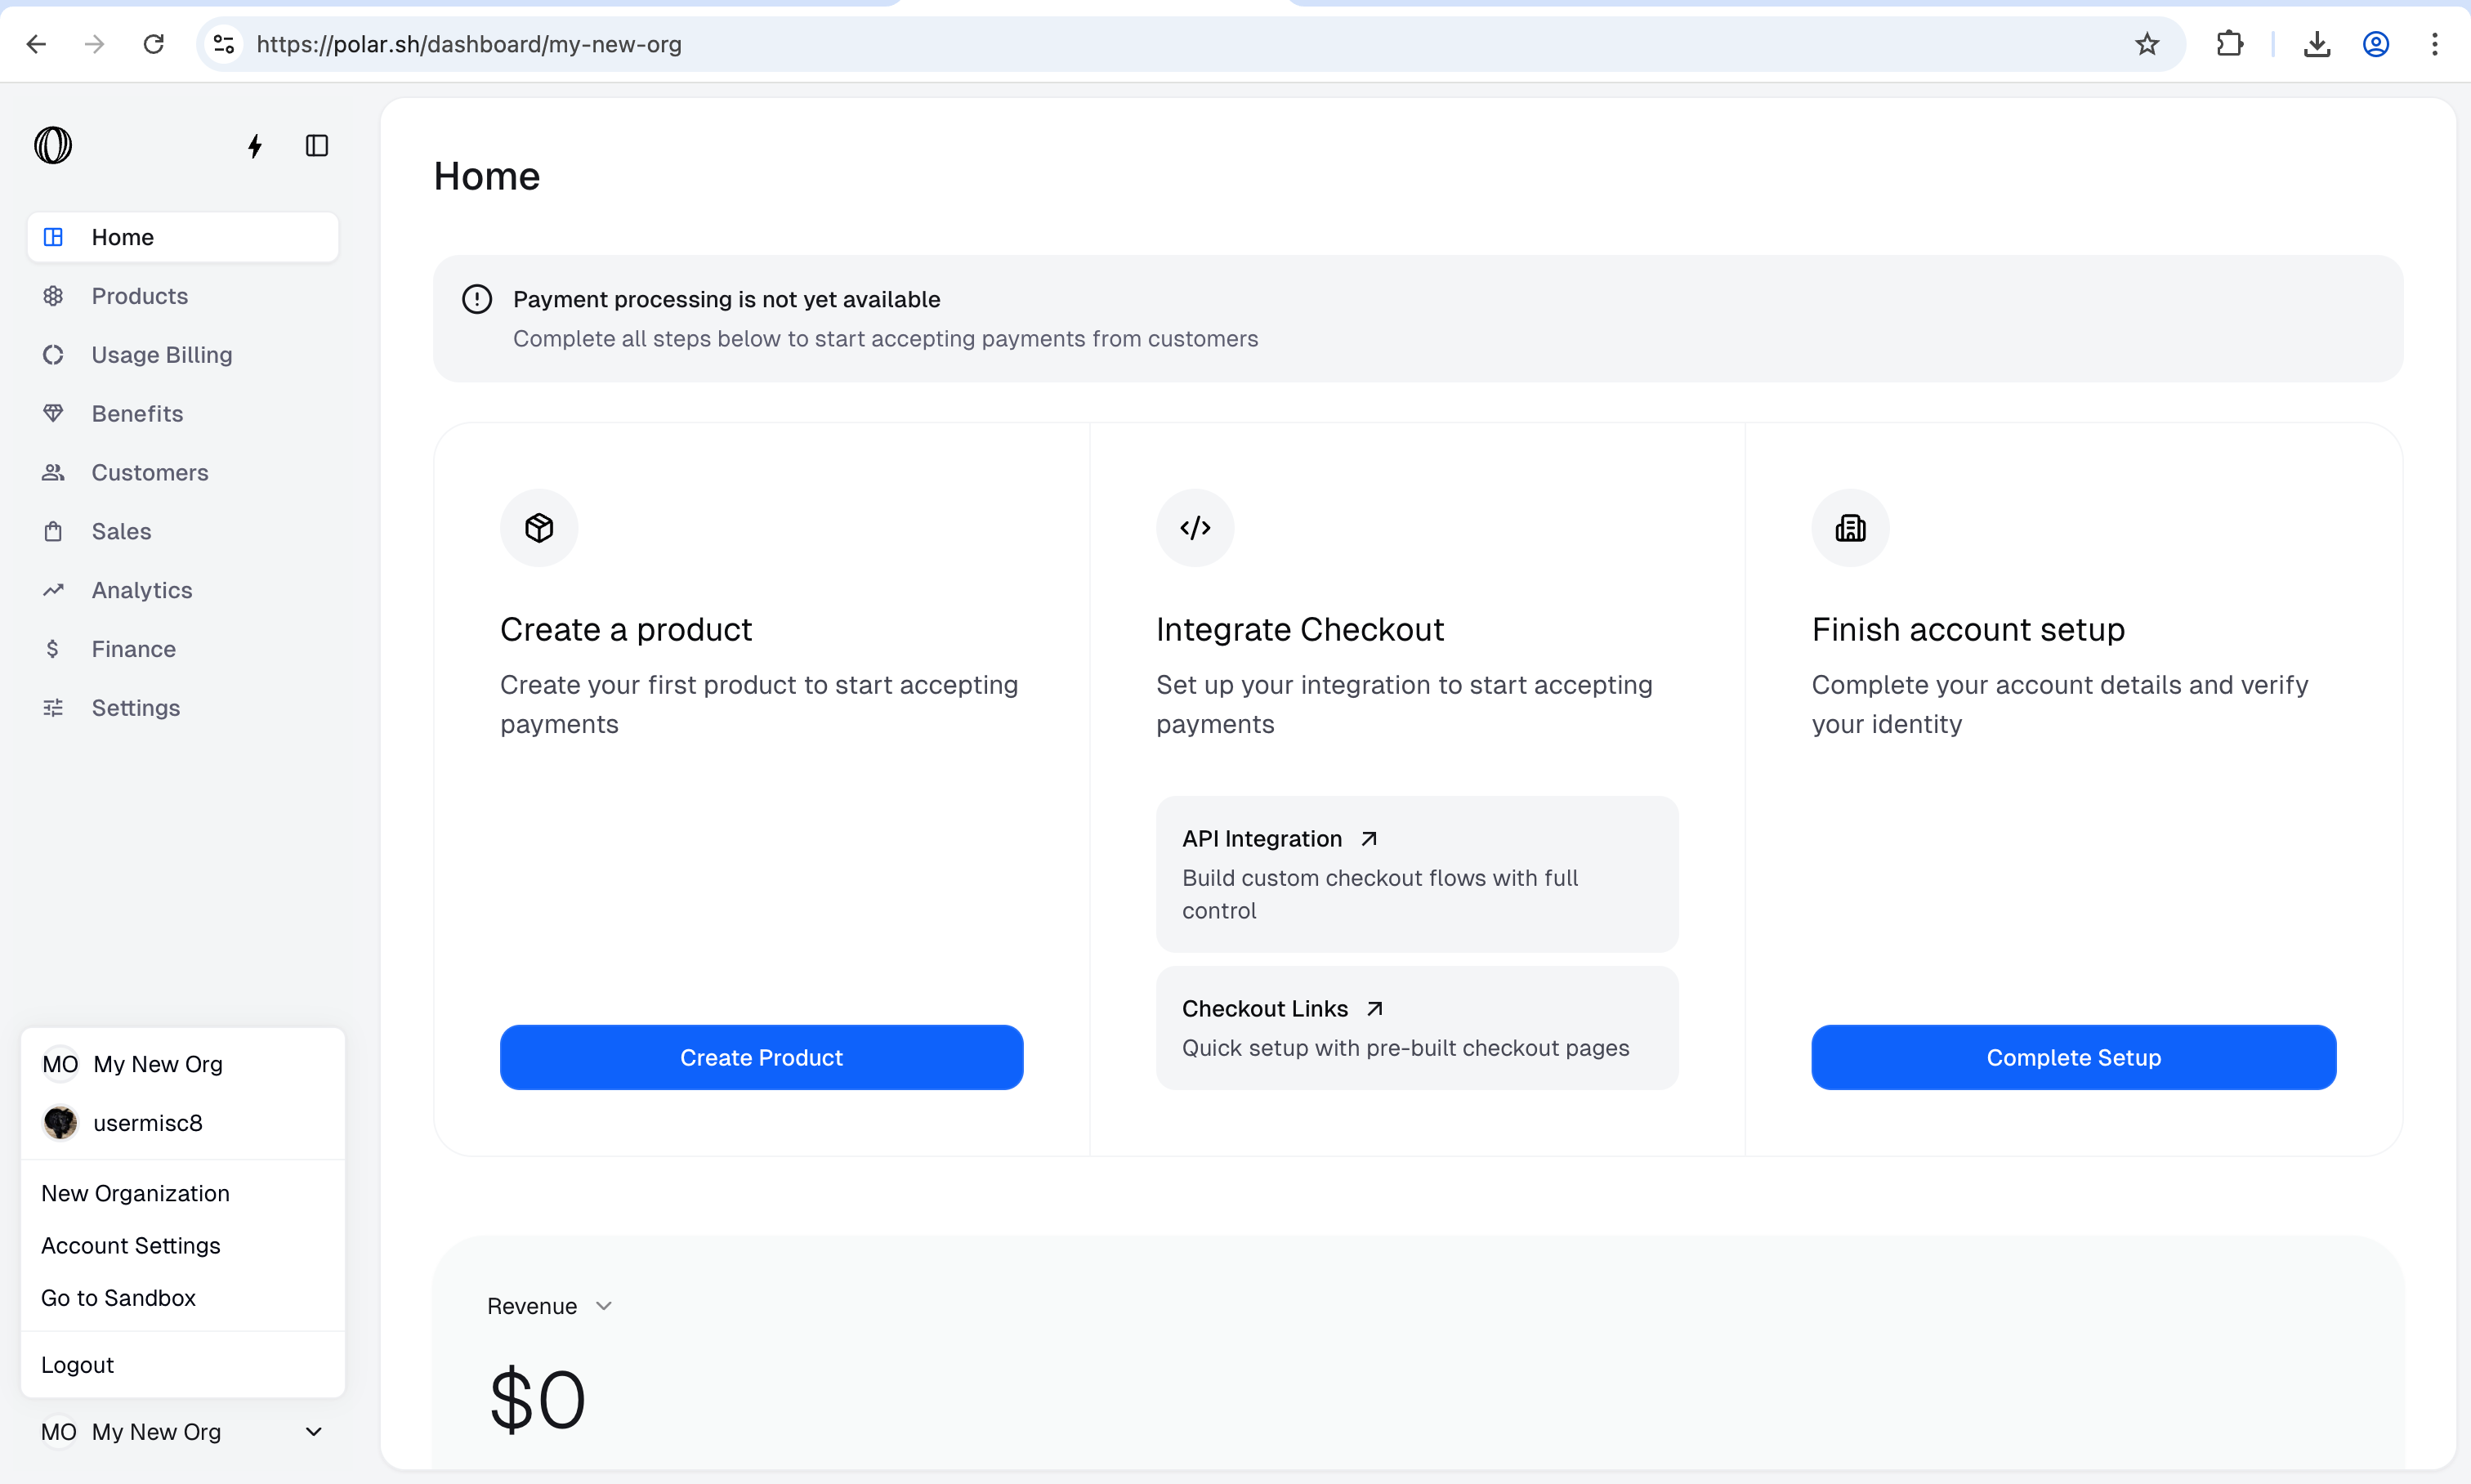 https://polar.sh/dashboard/my-new-org
Home
Products
Usage Billing
Benefits
Customers
Sales
Analytics
Finance
Settings
MO My New Org
usermisc8
New Organization
Account Settings
Go to Sandbox
Logout
MO My New Org
Home
Payment processing is not yet available
Complete all steps below to start accepting payments from customers
Create a product
Create your first product to start accepting
payments
Create Product
Integrate Checkout
Set up your integration to start accepting
payments
API Integration
Build custom checkout flows with full
control
Checkout Links
Quick setup with pre-built checkout pages
Finish account setup
Complete your account details and verify
your identity
Complete Setup
Revenue
$0